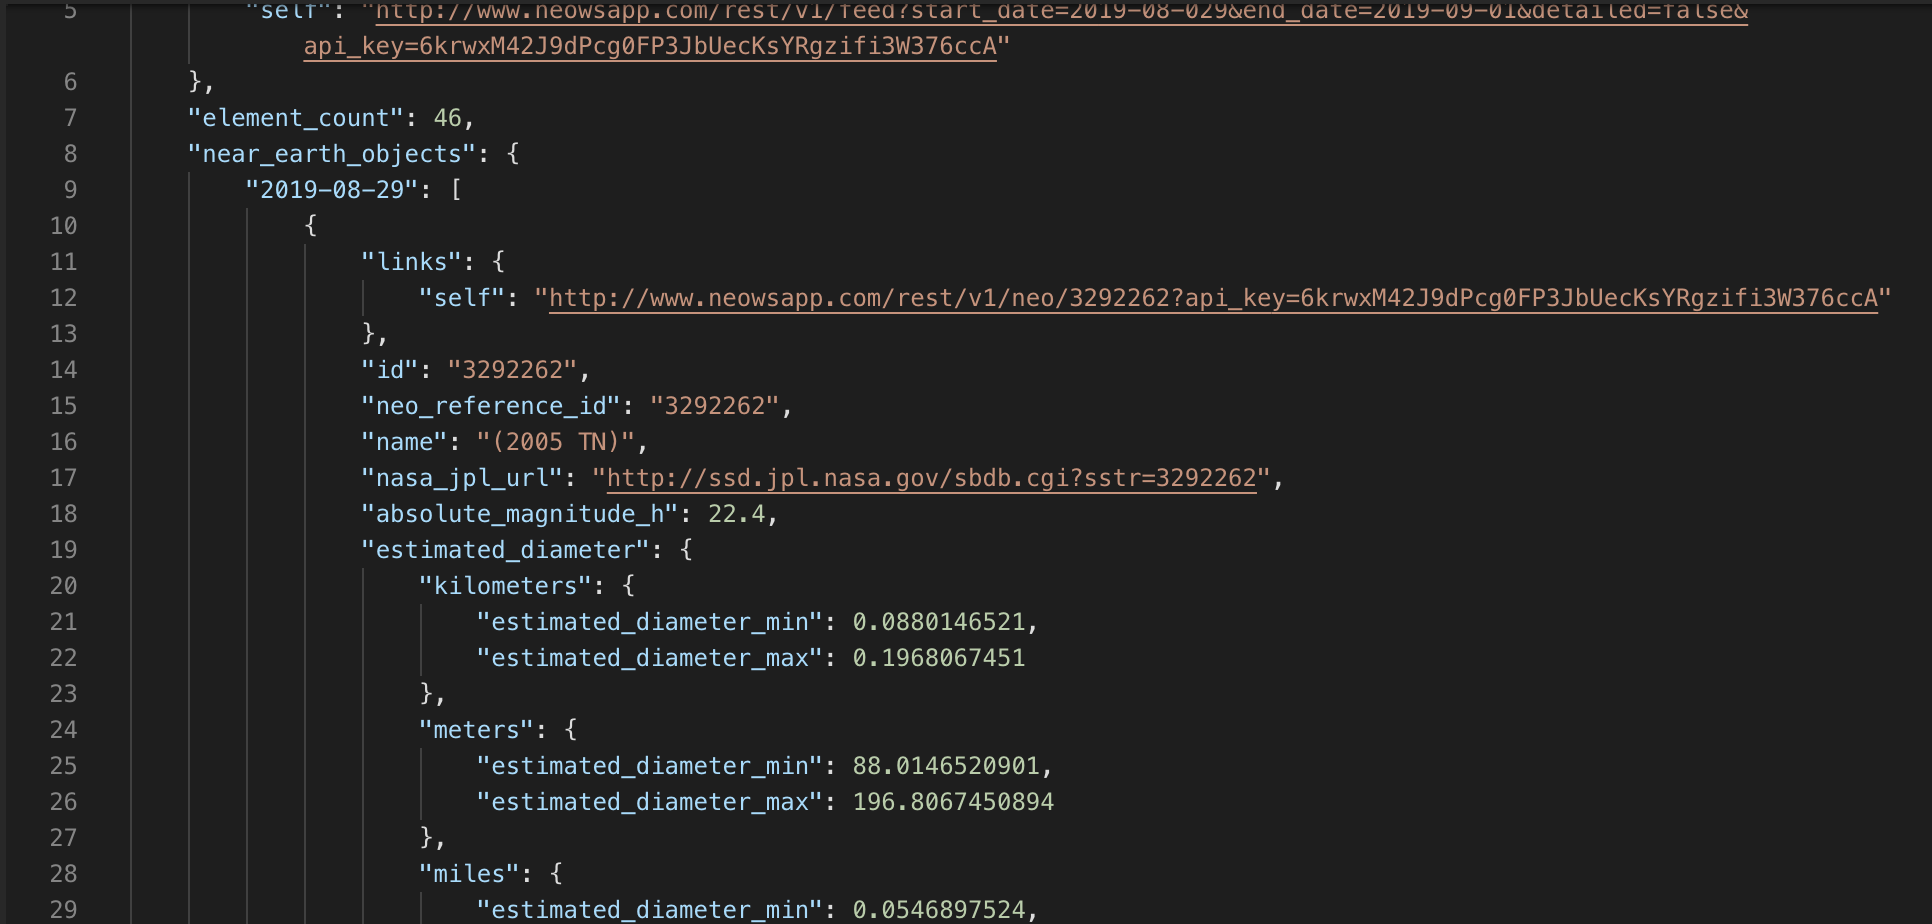 5 "self": "http://www.neowsapp.com/rest/v1/feed?start_date=2019-08-029&end_date=2019-09-01&detailed=false&
api_key=6krwxM42J9dPcg0FP3JbUecKsYRgzifi3W376ccA"
6 },
7 "element_count": 46,
8 "near_earth_objects": {
9 "2019-08-29": [
10 {
11 "links": {
12 "self": "http://www.neowsapp.com/rest/v1/neo/3292262?api_key=6krwxM42J9dPcg0FP3JbUecKsYRgzifi3W376ccA"
13 },
14 "id": "3292262",
15 "neo_reference_id": "3292262",
16 "name": "(2005 TN)",
17 "nasa_jpl_url": "http://ssd.jpl.nasa.gov/sbdb.cgi?sstr=3292262",
18 "absolute_magnitude_h": 22.4,
19 "estimated_diameter": {
20 "kilometers": {
21 "estimated_diameter_min": 0.0880146521,
22 "estimated_diameter_max": 0.1968067451
23 },
24 "meters": {
25 "estimated_diameter_min": 88.0146520901,
26 "estimated_diameter_max": 196.8067450894
27 },
28 "miles": {
29 "estimated_diameter_min": 0.0546897524,